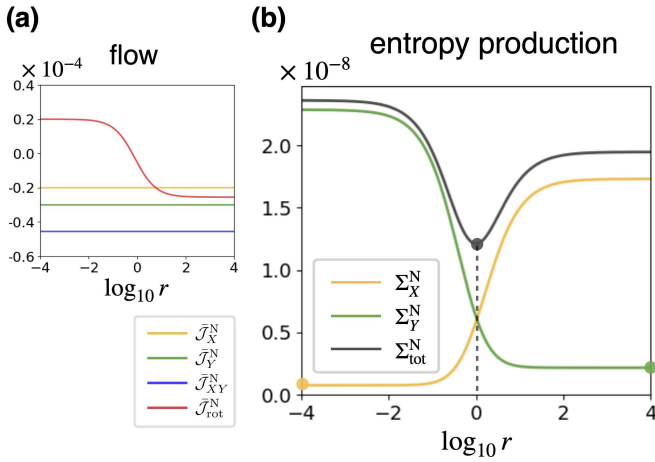 (a)
flow
× 10⁻⁴
0.4
0.2
0.0
−0.2
−0.4
−0.6
−4
−2
0
2
4
log₁₀ r
𝒥̄ᴺ_X
𝒥̄ᴺ_Y
𝒥̄ᴺ_XY
𝒥̄ᴺ_rot
(b)
entropy production
× 10⁻⁸
2.0
1.5
1.0
0.5
0.0
Σᴺ_X
Σᴺ_Y
Σᴺ_tot
−4
−2
0
2
4
log₁₀ r